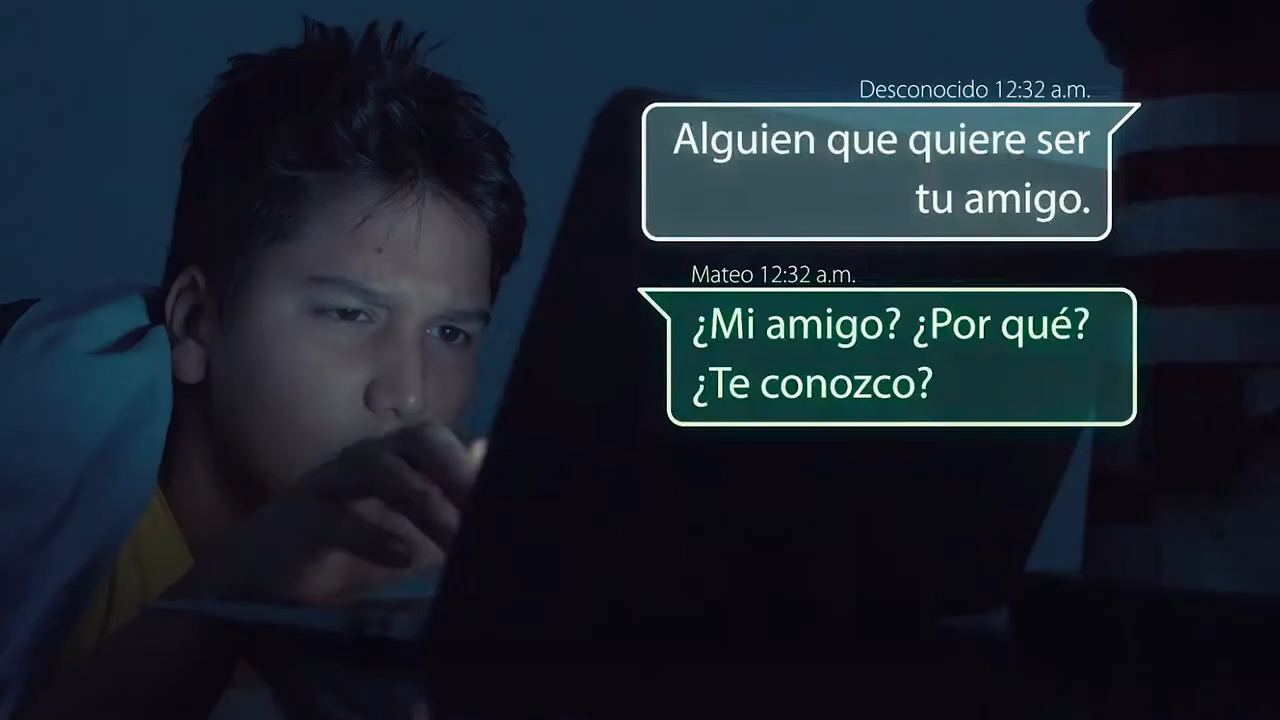 Desconocido 12:32 a.m.
Alguien que quiere ser
tu amigo.
Mateo 12:32 a.m.
¿Mi amigo? ¿Por qué?
¿Te conozco?